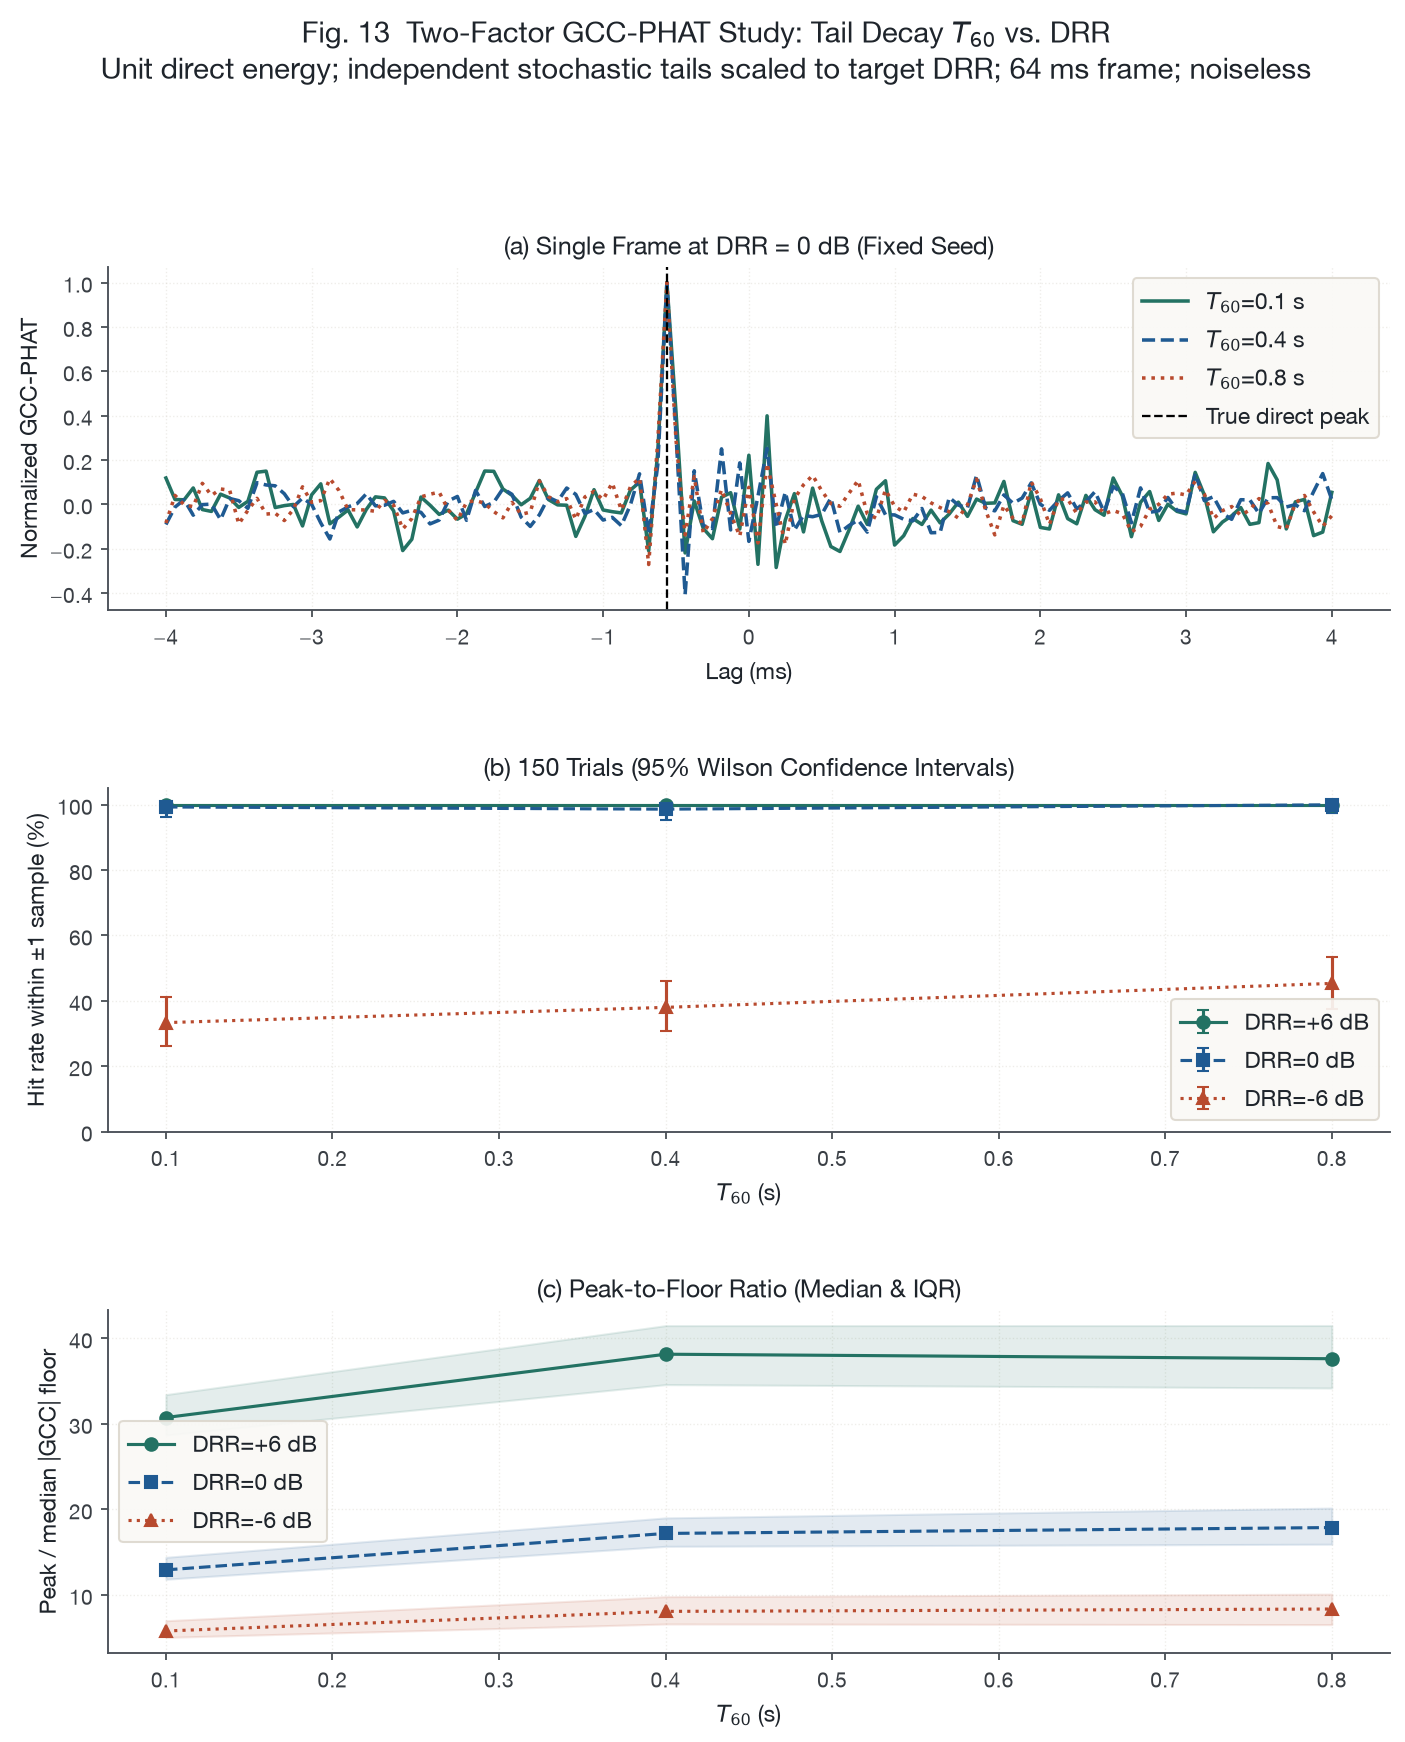 Fig. 13  Two-Factor GCC-PHAT Study: Tail Decay T60 vs. DRR
Unit direct energy; independent stochastic tails scaled to target DRR; 64 ms frame; noiseless
(a) Single Frame at DRR = 0 dB (Fixed Seed)
Normalized GCC-PHAT
1.0
0.8
0.6
0.4
0.2
0.0
−0.2
−0.4
T60=0.1 s
T60=0.4 s
T60=0.8 s
True direct peak
−4 −3 −2 −1 0 1 2 3 4
Lag (ms)
(b) 150 Trials (95% Wilson Confidence Intervals)
Hit rate within ±1 sample (%)
100
80
60
40
20
0
DRR=+6 dB
DRR=0 dB
DRR=-6 dB
0.1 0.2 0.3 0.4 0.5 0.6 0.7 0.8
T60 (s)
(c) Peak-to-Floor Ratio (Median & IQR)
Peak / median |GCC| floor
40
30
20
10
DRR=+6 dB
DRR=0 dB
DRR=-6 dB
0.1 0.2 0.3 0.4 0.5 0.6 0.7 0.8
T60 (s)